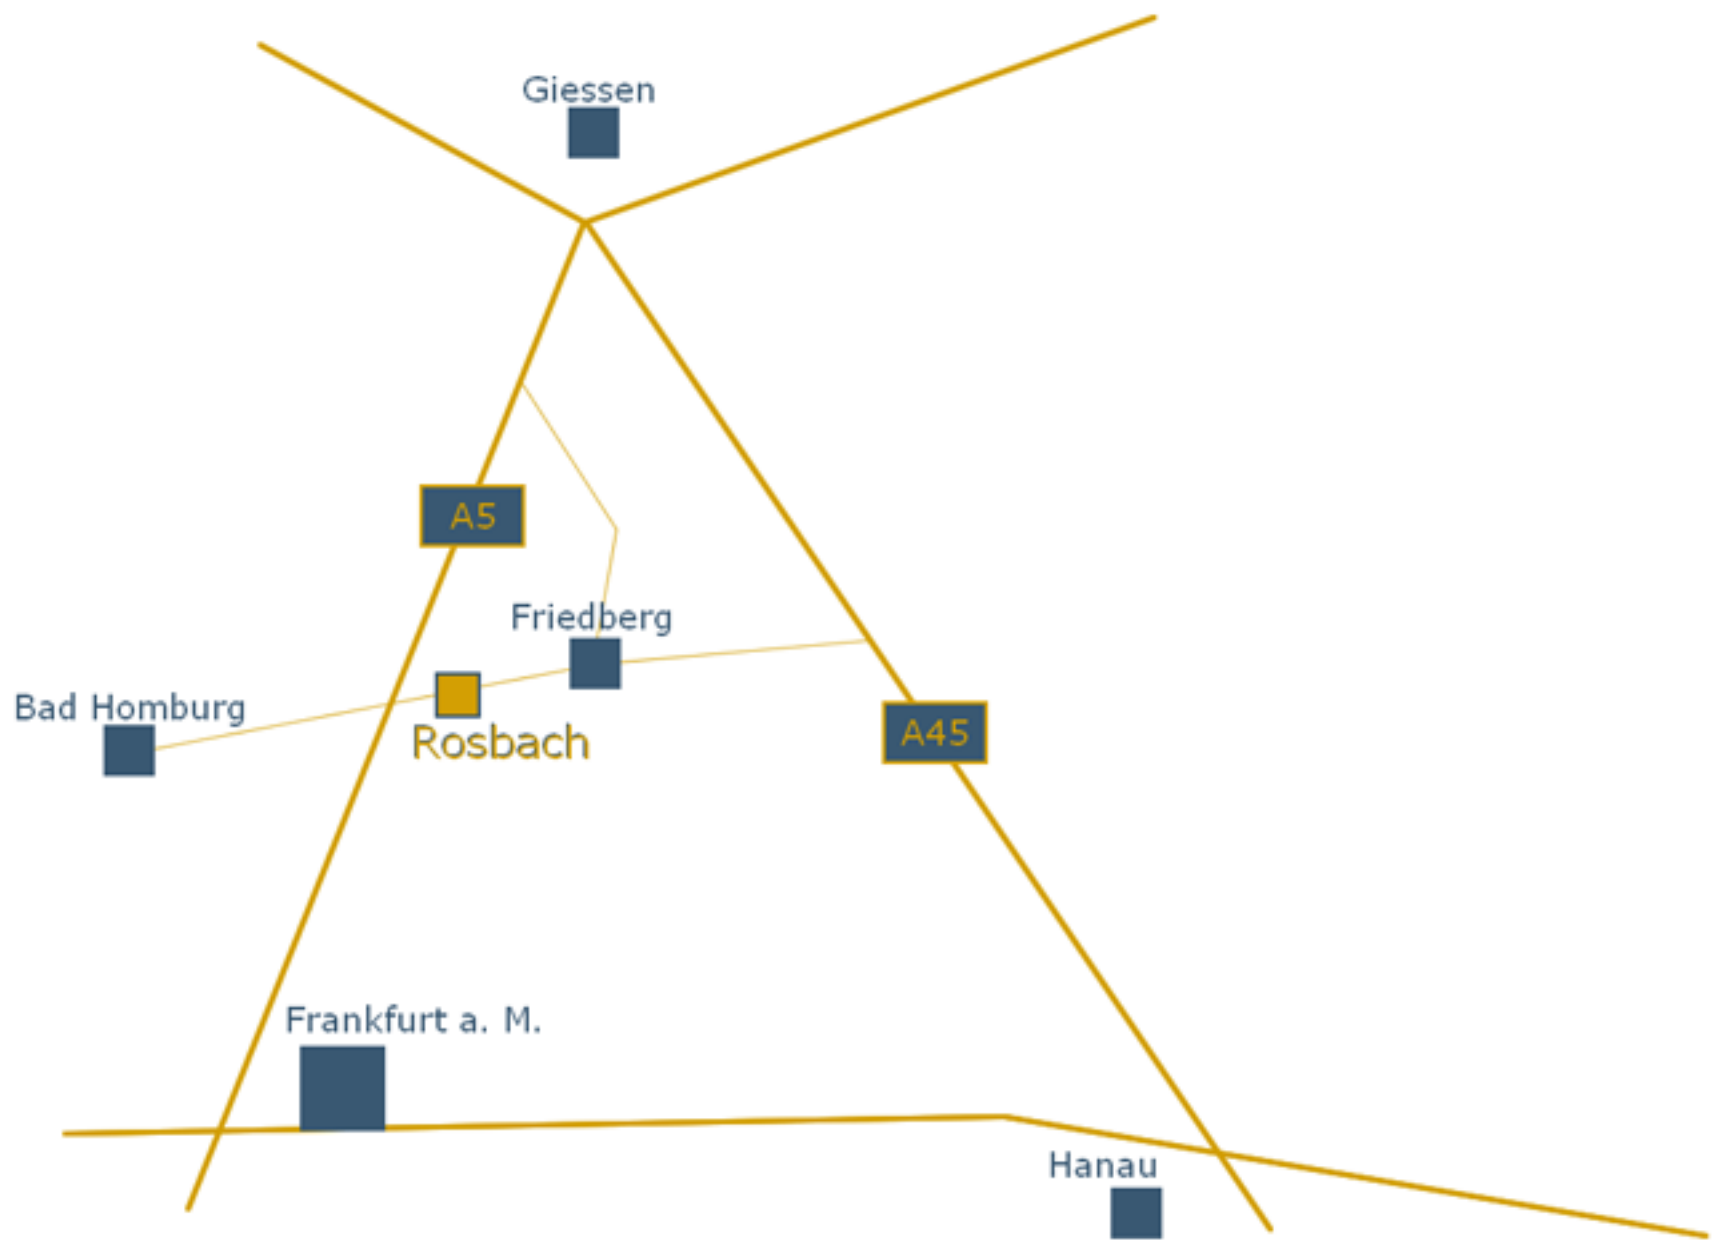 Giessen
A5
Friedberg
Bad Homburg
Rosbach
A45
Frankfurt a. M.
Hanau